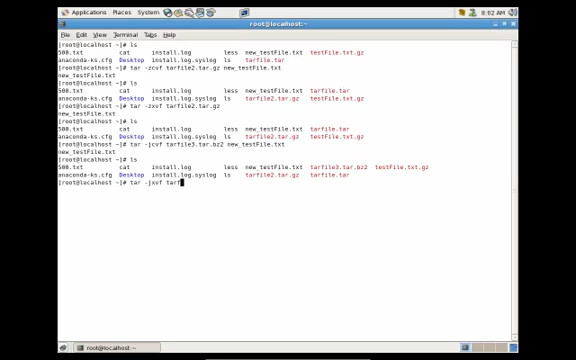 Applications Places System 8:02 AM
root@localhost:~
File Edit View Terminal Tabs Help
[root@localhost ~]# ls
500.txt cat install.log less new_testFile.txt testFile.txt.gz
anaconda-ks.cfg Desktop install.log.syslog ls tarfile.tar
[root@localhost ~]# tar -zcvf tarfile2.tar.gz new_testFile.txt
new_testFile.txt
[root@localhost ~]# ls
500.txt cat install.log less new_testFile.txt tarfile.tar
anaconda-ks.cfg Desktop install.log.syslog ls tarfile2.tar.gz testFile.txt.gz
[root@localhost ~]# tar -zxvf tarfile2.tar.gz
new_testFile.txt
[root@localhost ~]# ls
500.txt cat install.log less new_testFile.txt tarfile.tar
anaconda-ks.cfg Desktop install.log.syslog ls tarfile2.tar.gz testFile.txt.gz
[root@localhost ~]# tar -jcvf tarfile3.tar.bz2 new_testFile.txt
new_testFile.txt
[root@localhost ~]# ls
500.txt cat install.log less new_testFile.txt tarfile3.tar.bz2 testFile.txt.gz
anaconda-ks.cfg Desktop install.log.syslog ls tarfile2.tar.gz tarfile.tar
[root@localhost ~]# tar -jxvf tarf
root@localhost:~